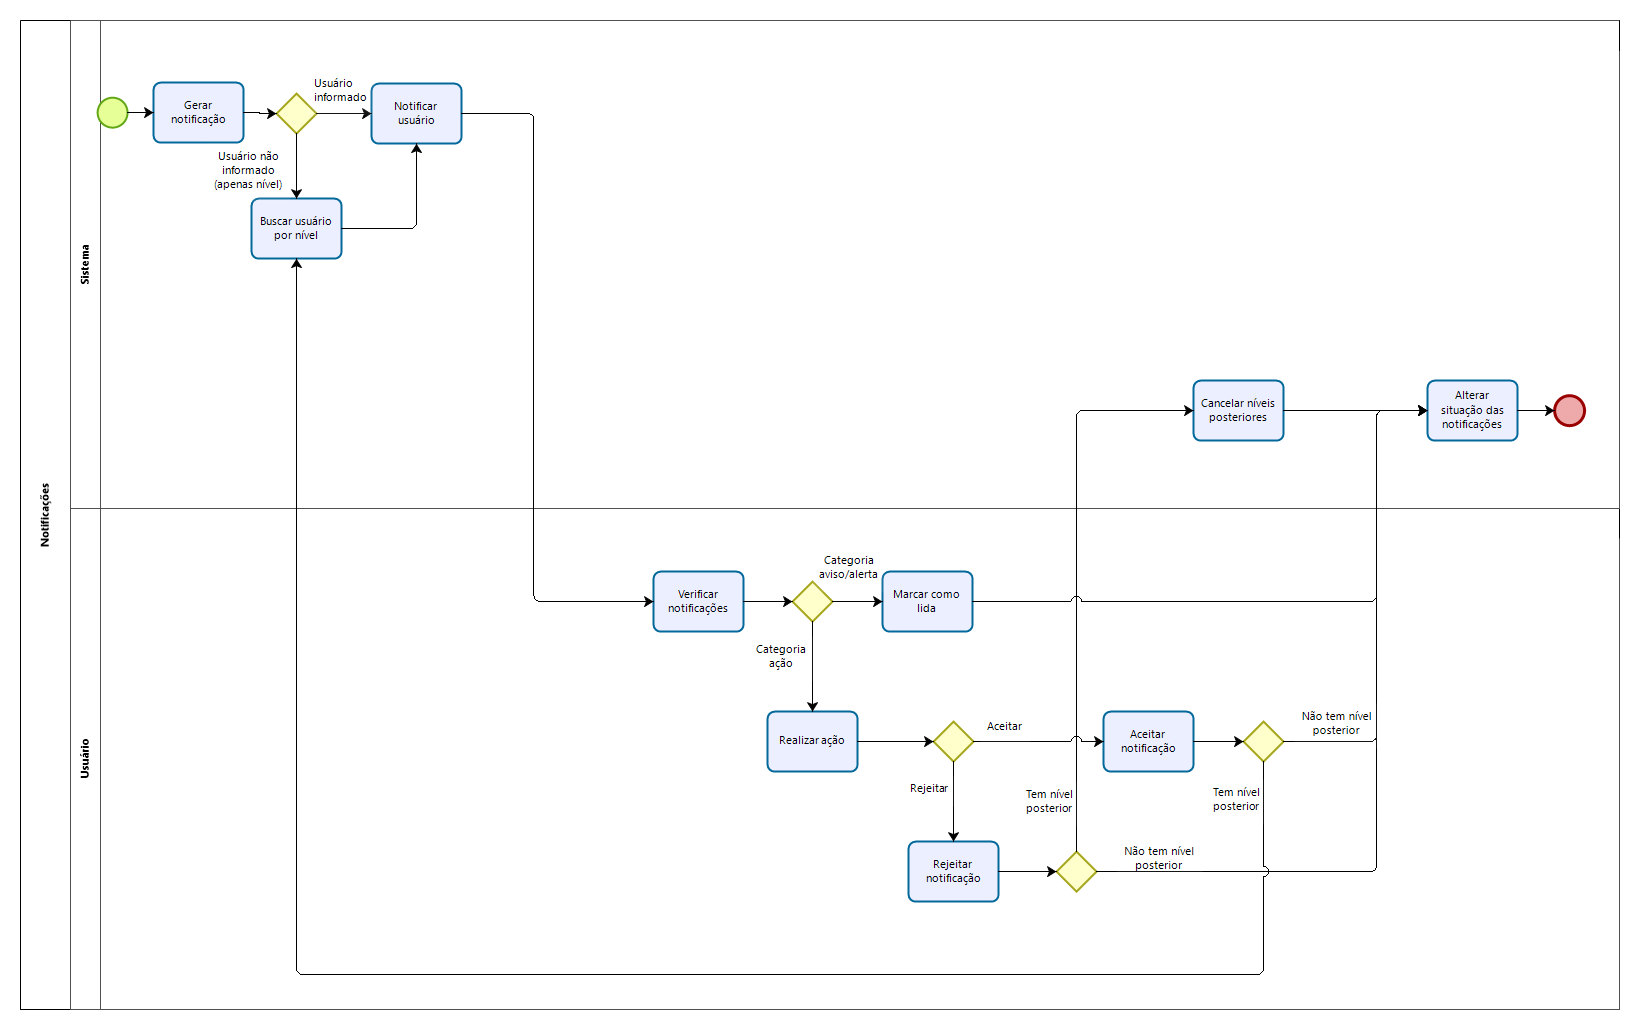 Notificações
Sistema
Gerar
notificação
Usuário
informado
Notificar
usuário
Usuário não
informado
(apenas nível)
Buscar usuário
por nível
Cancelar níveis
posteriores
Alterar
situação das
notificações
Usuário
Verificar
notificações
Categoria
aviso/alerta
Marcar como
lida
Categoria
ação
Realizar ação
Aceitar
Aceitar
notificação
Não tem nível
posterior
Rejeitar
Tem nível
posterior
Tem nível
posterior
Rejeitar
notificação
Não tem nível
posterior